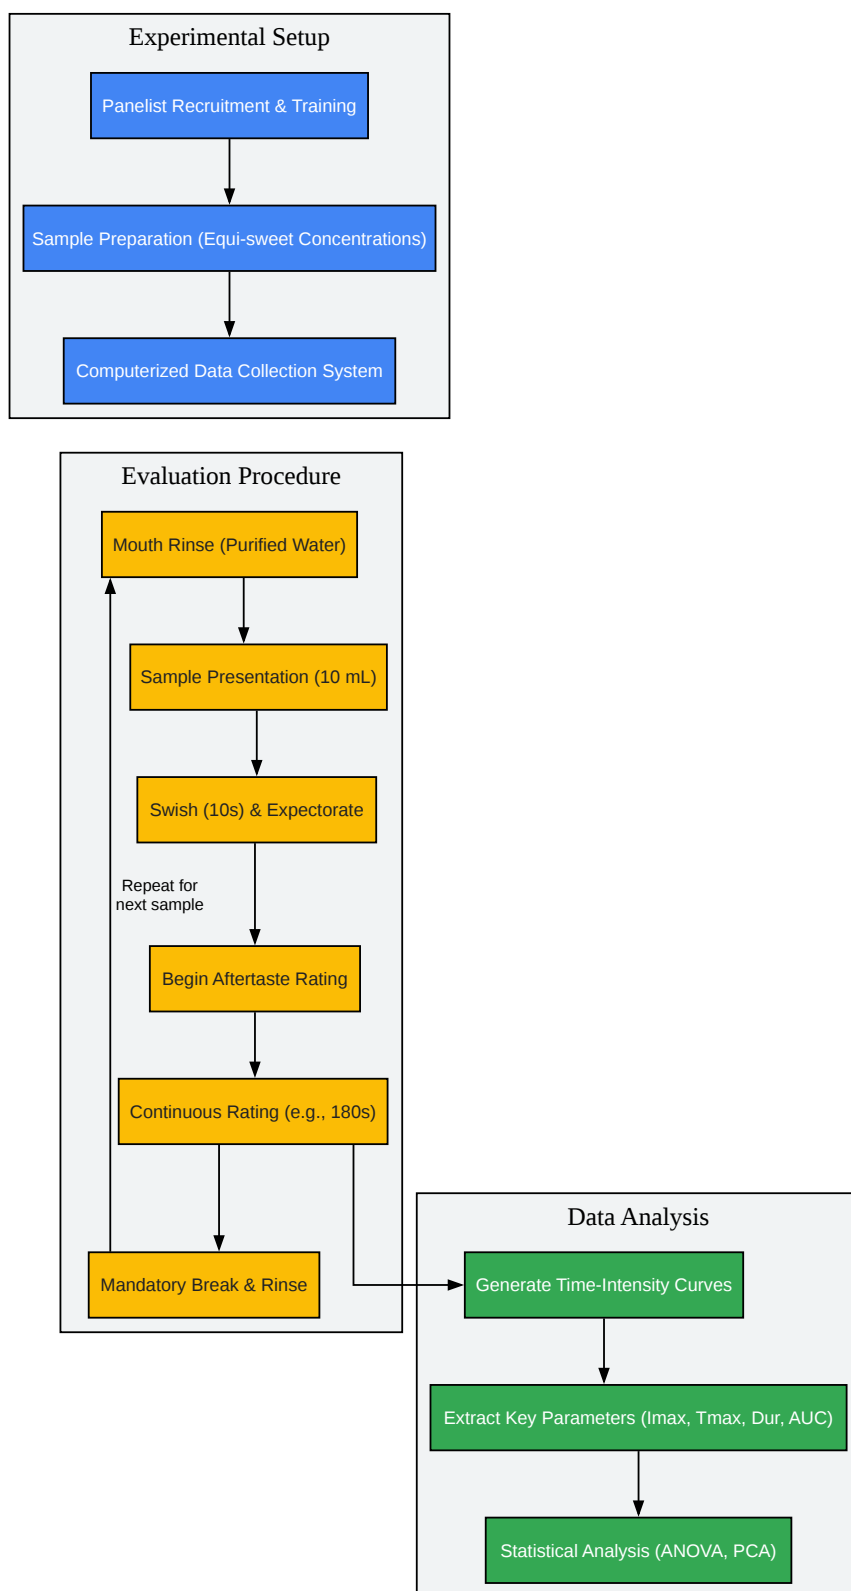 Experimental Setup
Panelist Recruitment & Training
Sample Preparation (Equi-sweet Concentrations)
Computerized Data Collection System
Evaluation Procedure
Mouth Rinse (Purified Water)
Sample Presentation (10 mL)
Swish (10s) & Expectorate
Repeat for
next sample
Begin Aftertaste Rating
Continuous Rating (e.g., 180s)
Mandatory Break & Rinse
Data Analysis
Generate Time-Intensity Curves
Extract Key Parameters (Imax, Tmax, Dur, AUC)
Statistical Analysis (ANOVA, PCA)